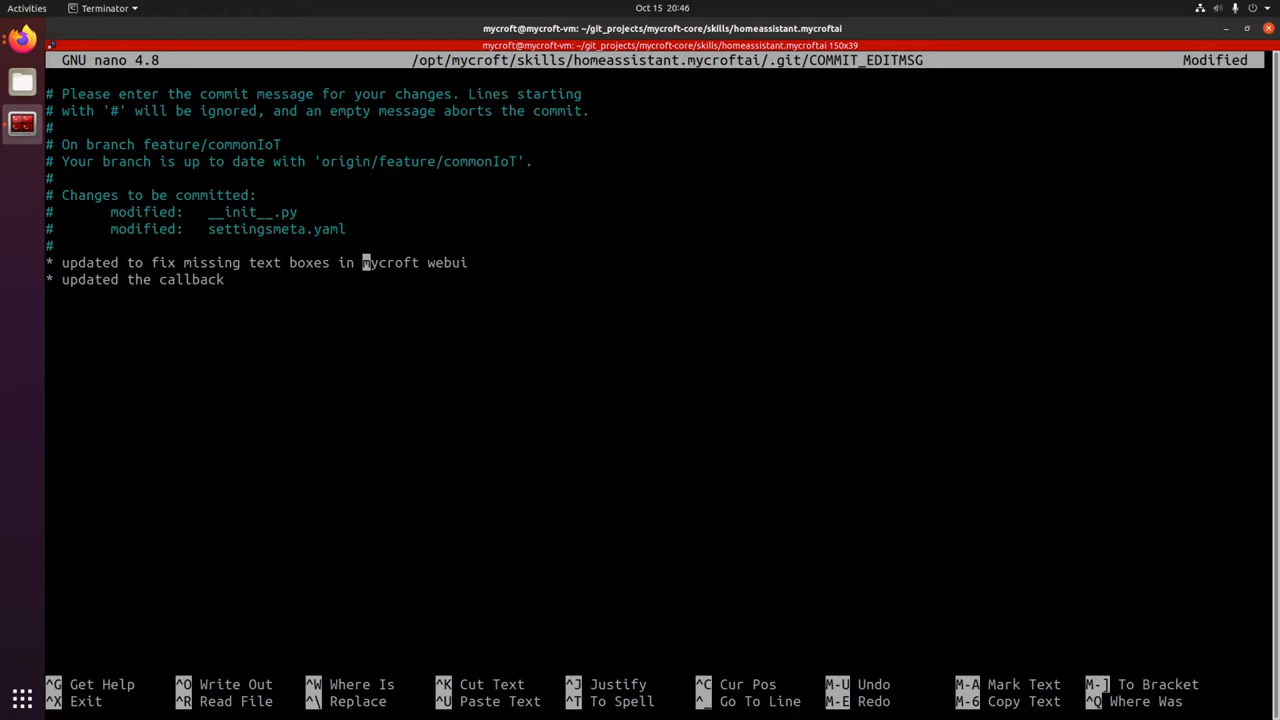 Activities Terminator Oct 15 20:46
mycroft@mycroft-vm: ~/git_projects/mycroft-core/skills/homeassistant.mycroftai
mycroft@mycroft-vm: ~/git_projects/mycroft-core/skills/homeassistant.mycroftai 150x39
GNU nano 4.8 /opt/mycroft/skills/homeassistant.mycroftai/.git/COMMIT_EDITMSG Modified
# Please enter the commit message for your changes. Lines starting
# with '#' will be ignored, and an empty message aborts the commit.
#
# On branch feature/commonIoT
# Your branch is up to date with 'origin/feature/commonIoT'.
#
# Changes to be committed:
# modified: __init__.py
# modified: settingsmeta.yaml
#
* updated to fix missing text boxes in mycroft webui
* updated the callback
^G Get Help ^O Write Out ^W Where Is ^K Cut Text ^J Justify ^C Cur Pos M-U Undo M-A Mark Text M-] To Bracket
^X Exit ^R Read File ^\ Replace ^U Paste Text ^T To Spell ^_ Go To Line M-E Redo M-6 Copy Text ^Q Where Was